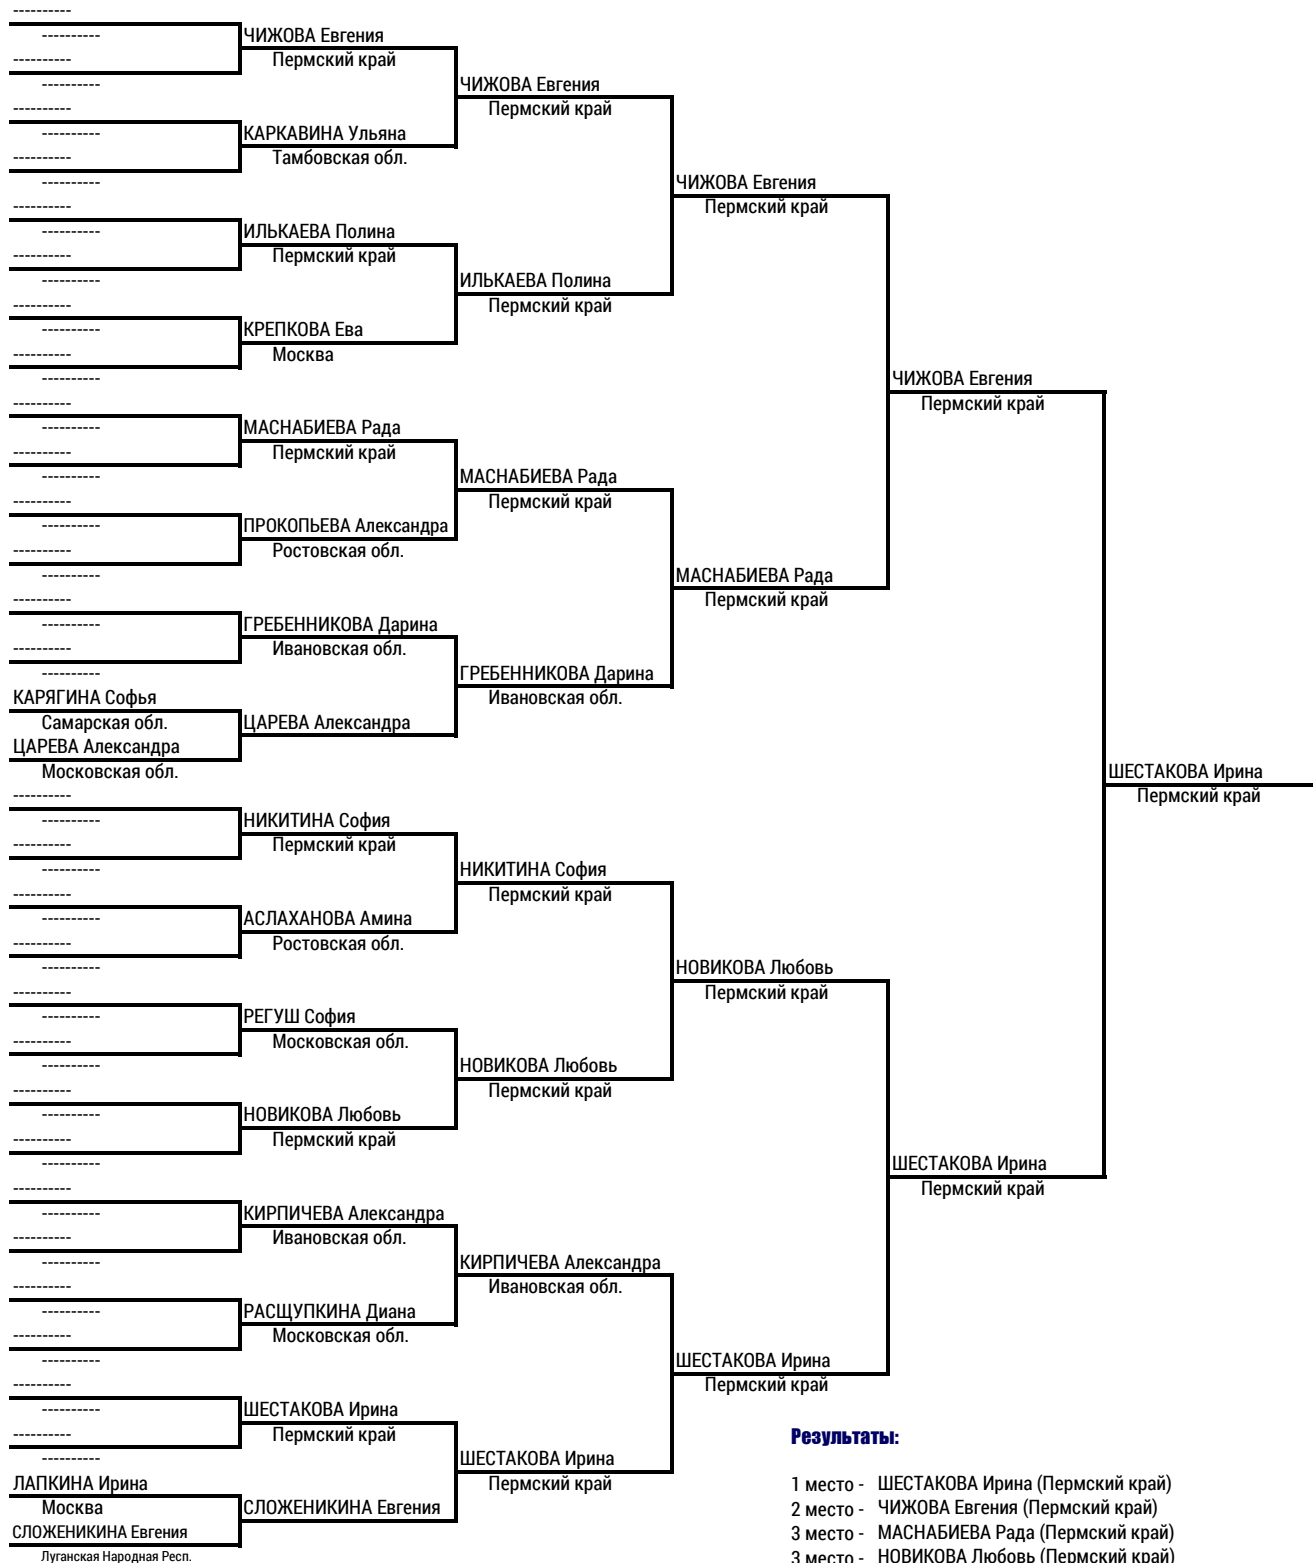 ----------
----------
ЧИЖОВА Евгения
----------
Пермский край
----------
ЧИЖОВА Евгения
----------
Пермский край
----------
КАРКАВИНА Ульяна
----------
Тамбовская обл.
----------
ЧИЖОВА Евгения
----------
Пермский край
----------
ИЛЬКАЕВА Полина
----------
Пермский край
----------
ИЛЬКАЕВА Полина
----------
Пермский край
----------
КРЕПКОВА Ева
----------
Москва
----------
ЧИЖОВА Евгения
----------
Пермский край
----------
МАСНАБИЕВА Рада
----------
Пермский край
----------
МАСНАБИЕВА Рада
----------
Пермский край
----------
ПРОКОПЬЕВА Александра
----------
Ростовская обл.
----------
МАСНАБИЕВА Рада
----------
Пермский край
----------
ГРЕБЕННИКОВА Дарина
----------
Ивановская обл.
----------
ГРЕБЕННИКОВА Дарина
КАРЯГИНА Софья
Ивановская обл.
Самарская обл.
ЦАРЕВА Александра
ЦАРЕВА Александра
Московская обл.
ШЕСТАКОВА Ирина
----------
Пермский край
----------
НИКИТИНА София
----------
Пермский край
----------
НИКИТИНА София
----------
Пермский край
----------
АСЛАХАНОВА Амина
----------
Ростовская обл.
----------
НОВИКОВА Любовь
----------
Пермский край
----------
РЕГУШ София
----------
Московская обл.
----------
НОВИКОВА Любовь
----------
Пермский край
----------
НОВИКОВА Любовь
----------
Пермский край
----------
ШЕСТАКОВА Ирина
----------
Пермский край
----------
КИРПИЧЕВА Александра
----------
Ивановская обл.
----------
КИРПИЧЕВА Александра
----------
Ивановская обл.
----------
РАСЩУПКИНА Диана
----------
Московская обл.
----------
ШЕСТАКОВА Ирина
----------
Пермский край
----------
ШЕСТАКОВА Ирина
----------
Пермский край
----------
ШЕСТАКОВА Ирина
ЛАПКИНА Ирина
Пермский край
Москва
СЛОЖЕНИКИНА Евгения
СЛОЖЕНИКИНА Евгения
Луганская Народная Респ.
Результаты:
1 место - ШЕСТАКОВА Ирина (Пермский край)
2 место - ЧИЖОВА Евгения (Пермский край)
3 место - МАСНАБИЕВА Рада (Пермский край)
3 место - НОВИКОВА Любовь (Пермский край)